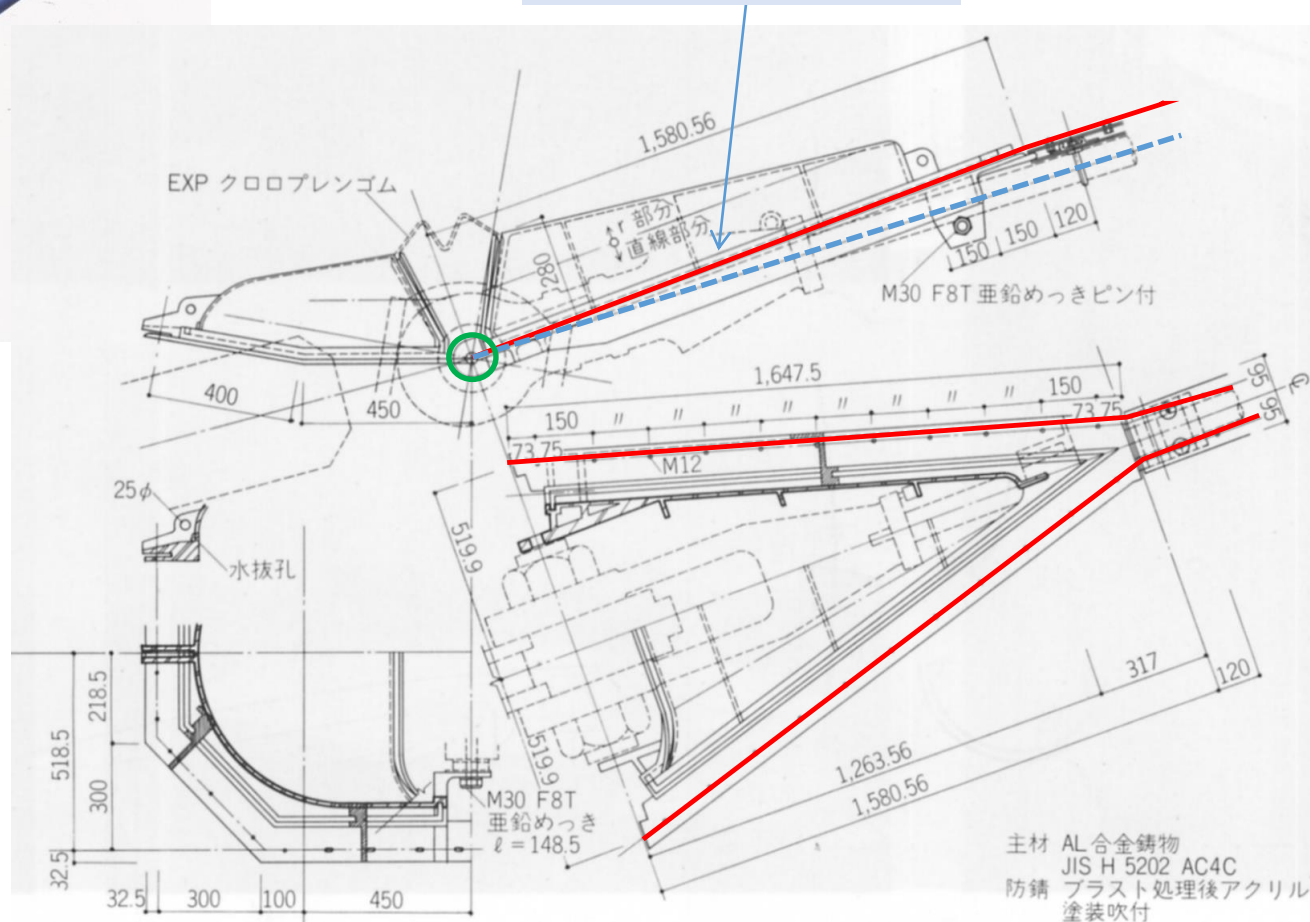 1,580.56
EXP クロロプレンゴム
r 部分
直線部分
280
150
150
120
M30 F8T 亜鉛めっきピン付
400
450
1,647.5
150
〃
〃
〃
〃
〃
〃
〃
〃
150
73.75
73.75
M12
95
95
℄
25φ
水抜孔
519.9
519.9
218.5
518.5
300
32.5
32.5
300
100
450
M30 F8T
亜鉛めっき
ℓ=148.5
317
120
1,263.56
1,580.56
主材 AL合金鋳物
JIS H 5202 AC4C
防錆 ブラスト処理後アクリル
塗装吹付